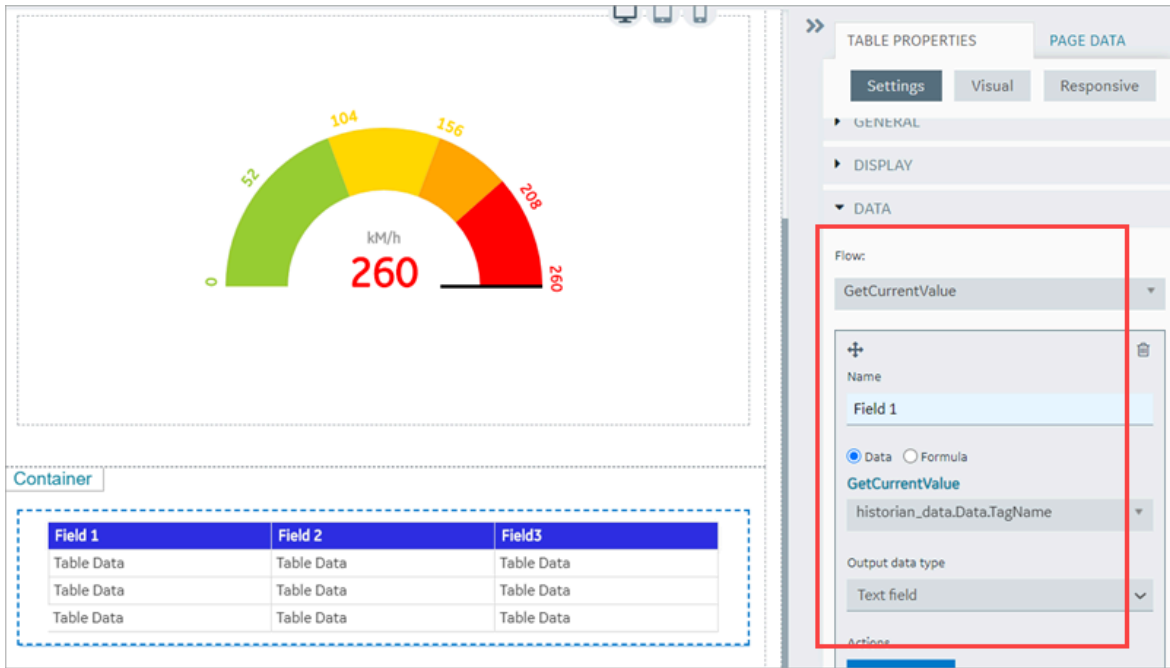 TABLE PROPERTIES PAGE DATA
Settings Visual Responsive
GENERAL
DISPLAY
DATA
Flow:
GetCurrentValue
Name
Field 1
Data Formula
GetCurrentValue
historian_data.Data.TagName
Output data type
Text field
Actions
0
52
104
156
208
260
kM/h
260
Container
Field 1 Field 2 Field3
Table Data Table Data Table Data
Table Data Table Data Table Data
Table Data Table Data Table Data